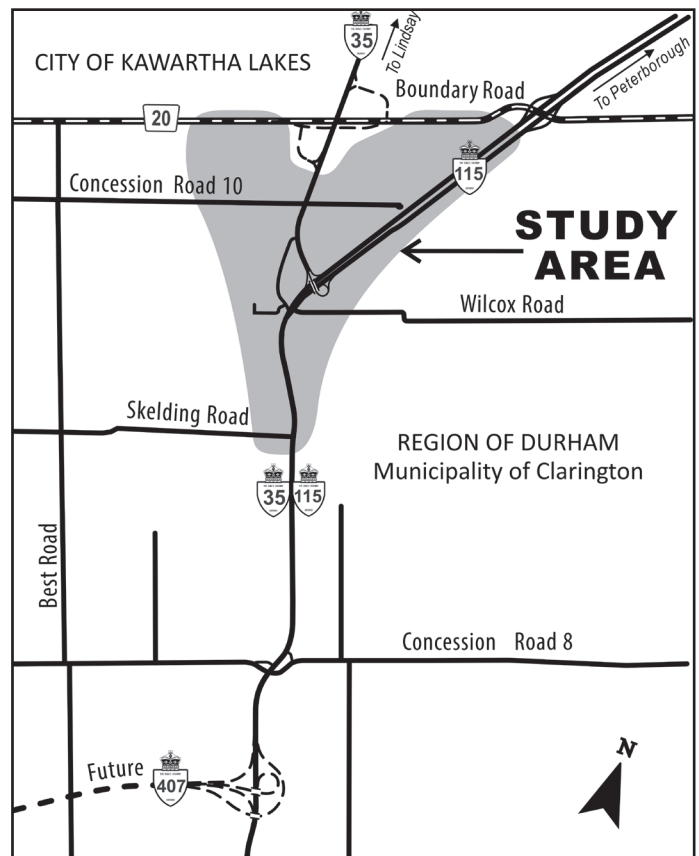 35
To Lindsay
CITY OF KAWARTHA LAKES
Boundary Road
To Peterborough
20
115
Concession Road 10
STUDY
AREA
Wilcox Road
Skelding Road
REGION OF DURHAM
Municipality of Clarington
35
115
Best Road
Concession Road 8
N
Future
407